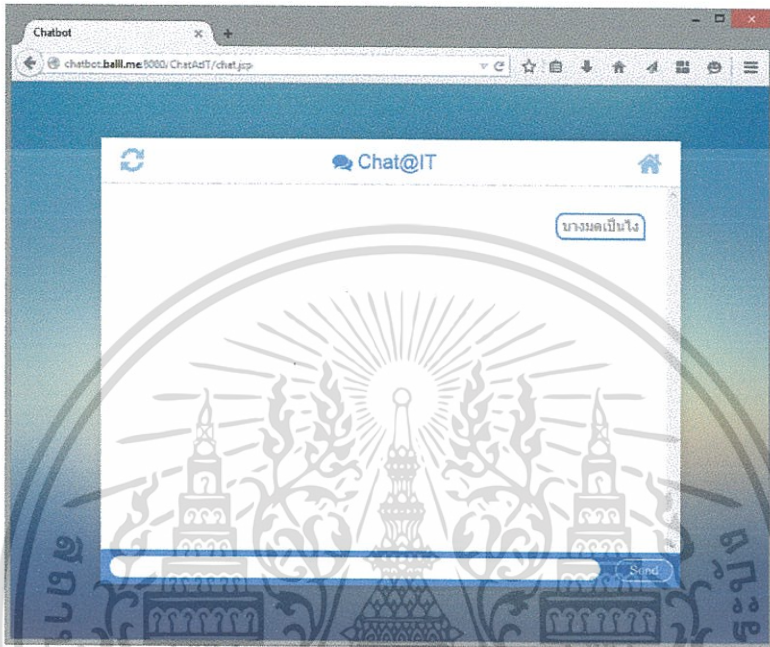 Chatbot
chatbot.balll.me:8080/ChatAtIT/chat.jsp
Chat@IT
บางมดเป็นไง
Send